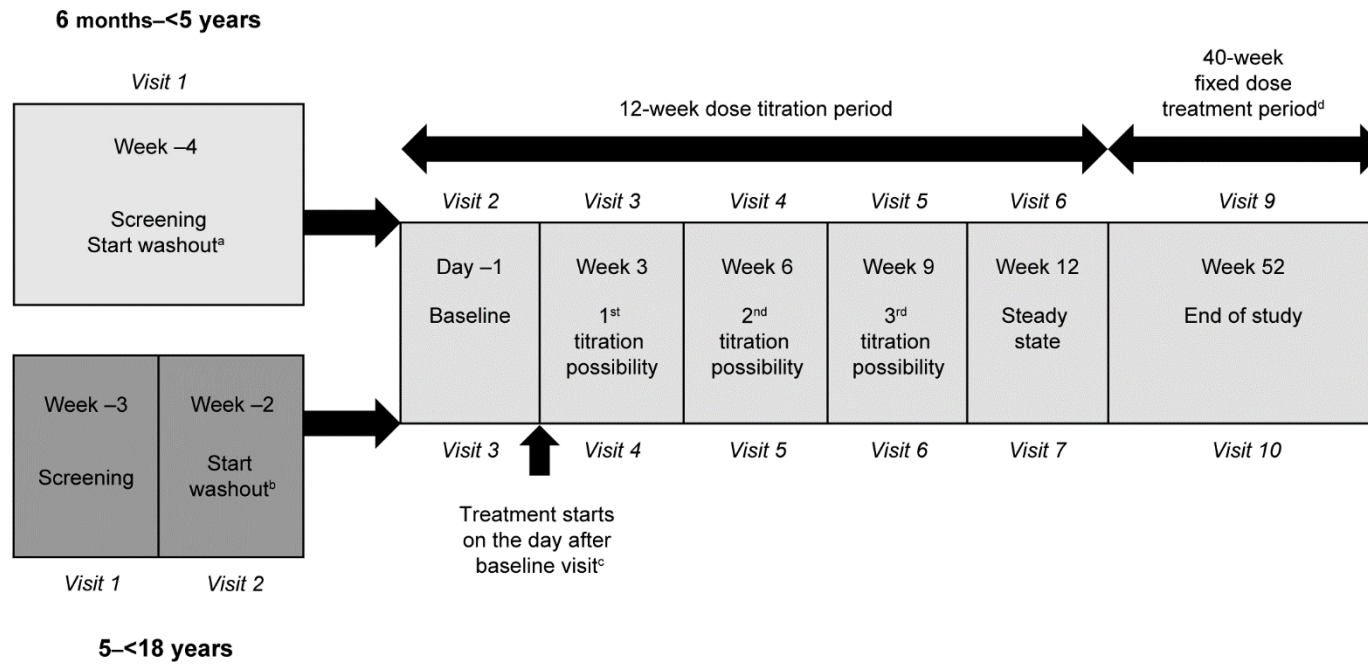 6 months–<5 years
Visit 1
Week –4
Screening
Start washoutᵃ
Week –3
Screening
Week –2
Start
washoutᵇ
Visit 1
Visit 2
5–<18 years
12-week dose titration period
40-week
fixed dose
treatment periodᵈ
Visit 2
Visit 3
Visit 4
Visit 5
Visit 6
Visit 9
Day –1
Baseline
Week 3
1ˢᵗ
titration
possibility
Week 6
2ⁿᵈ
titration
possibility
Week 9
3ʳᵈ
titration
possibility
Week 12
Steady
state
Week 52
End of study
Visit 3
Visit 4
Visit 5
Visit 6
Visit 7
Visit 10
Treatment starts
on the day after
baseline visitᶜ